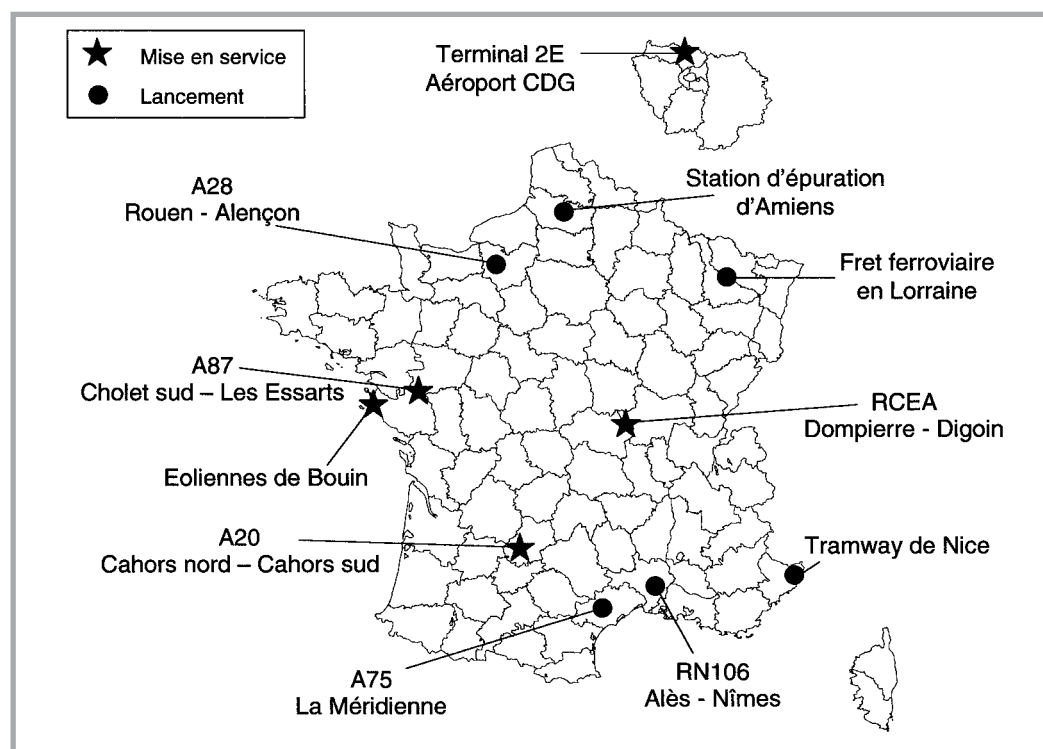 Mise en service
Lancement
Terminal 2E
Aéroport CDG
A28
Rouen - Alençon
Station d'épuration
d'Amiens
Fret ferroviaire
en Lorraine
A87
Cholet sud – Les Essarts
RCEA
Dompierre - Digoin
Eoliennes de Bouin
A20
Cahors nord – Cahors sud
Tramway de Nice
A75
La Méridienne
RN106
Alès - Nîmes